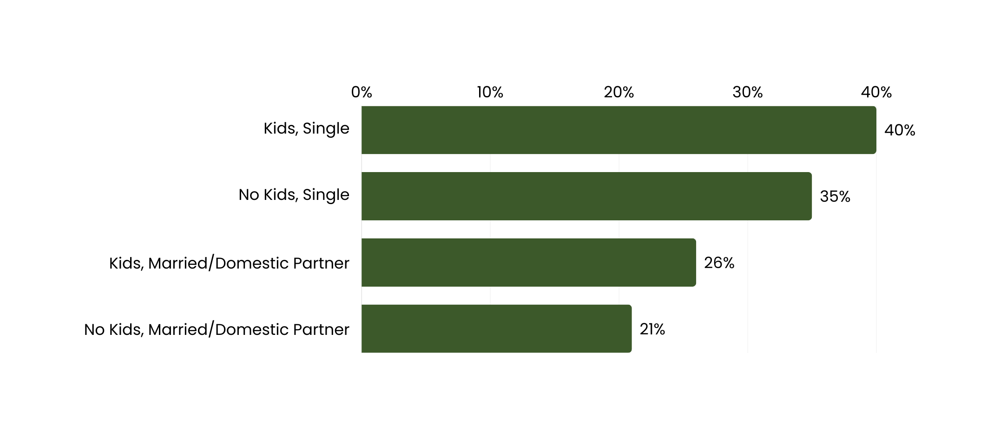 0% 10% 20% 30% 40%
Kids, Single 40%
No Kids, Single 35%
Kids, Married/Domestic Partner 26%
No Kids, Married/Domestic Partner 21%